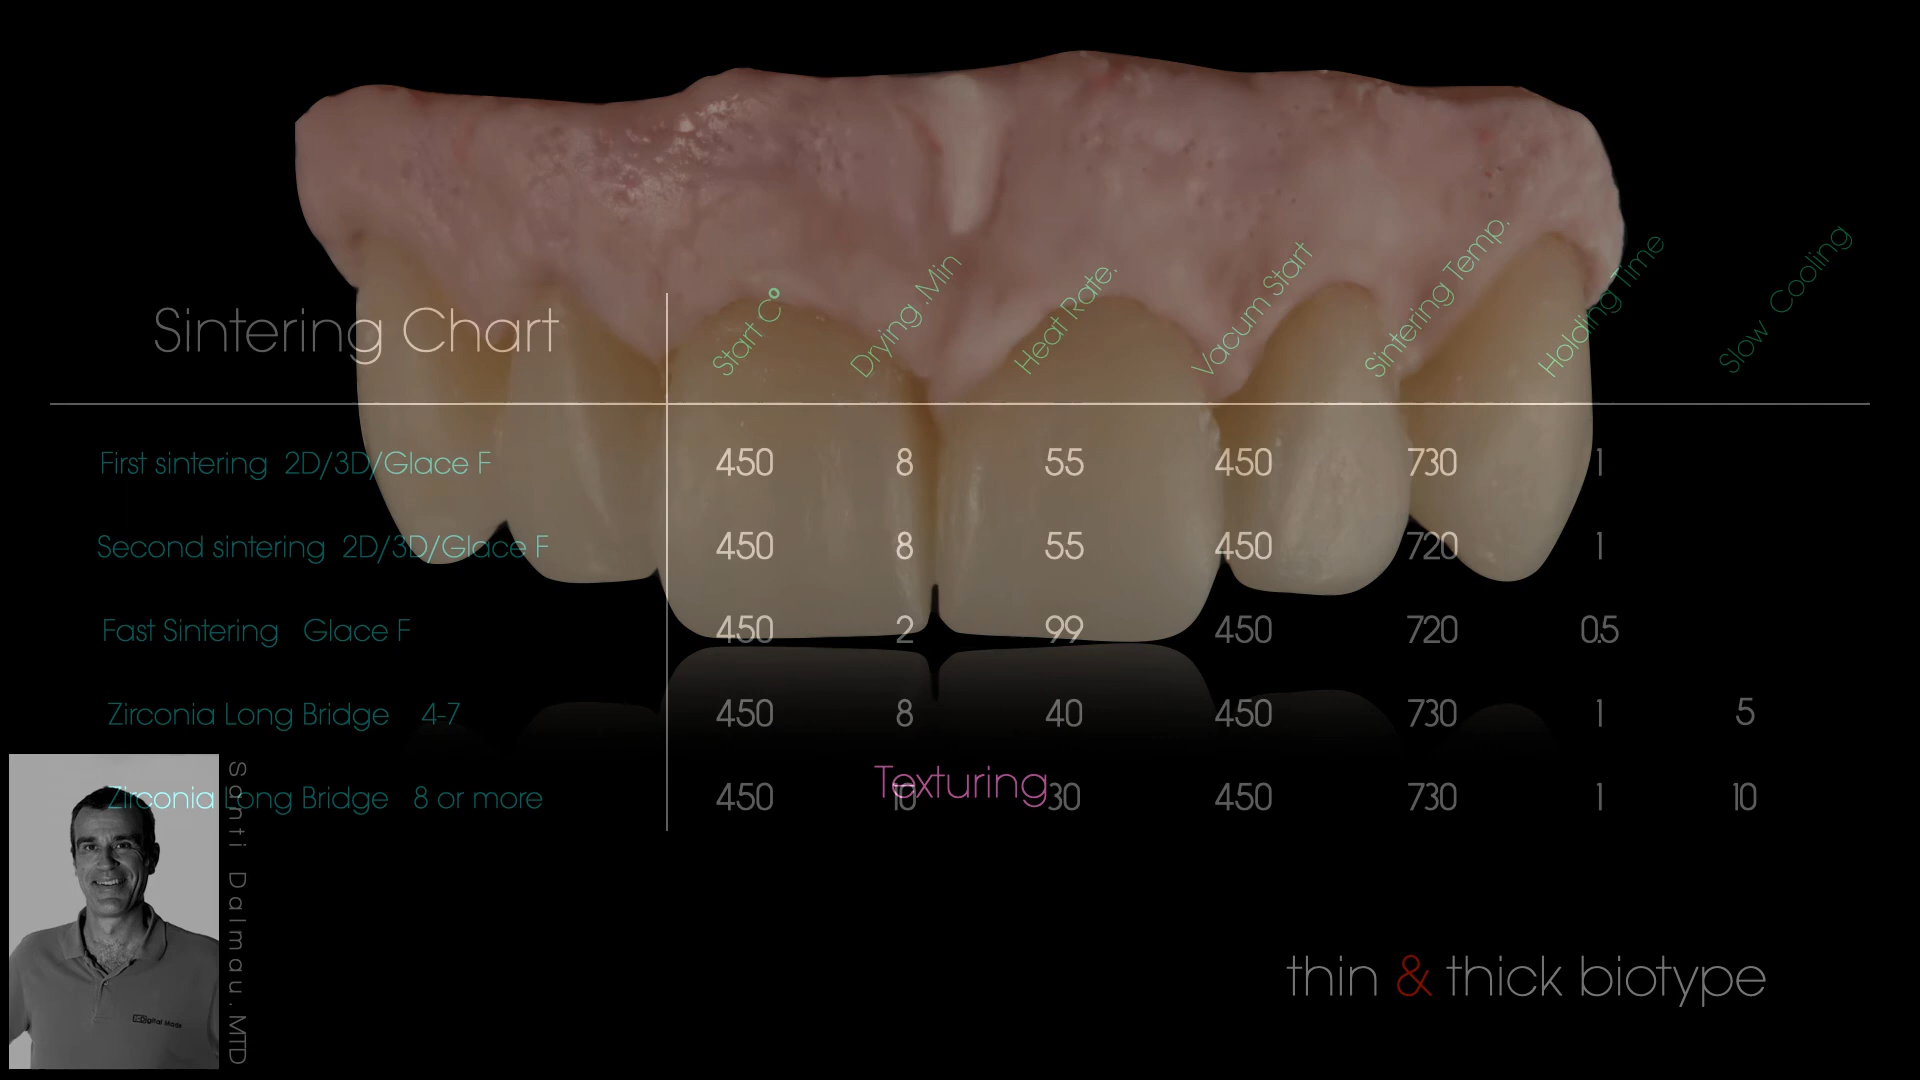 Sintering Chart Start C° Drying .Min Heat Rate. Vacum Start Sintering Temp. Holding Time Slow Cooling
First sintering 2D/3D/Glace F 450 8 55 450 730 1
Second sintering 2D/3D/Glace F 450 8 55 450 720 1
Fast Sintering Glace F 450 2 99 450 720 0.5
Zirconia Long Bridge 4-7 450 8 40 450 730 1 5
Texturing
Zirconia Long Bridge 8 or more 450 10 30 450 730 1 10
Santi Dalmau.MTD
thin & thick biotype